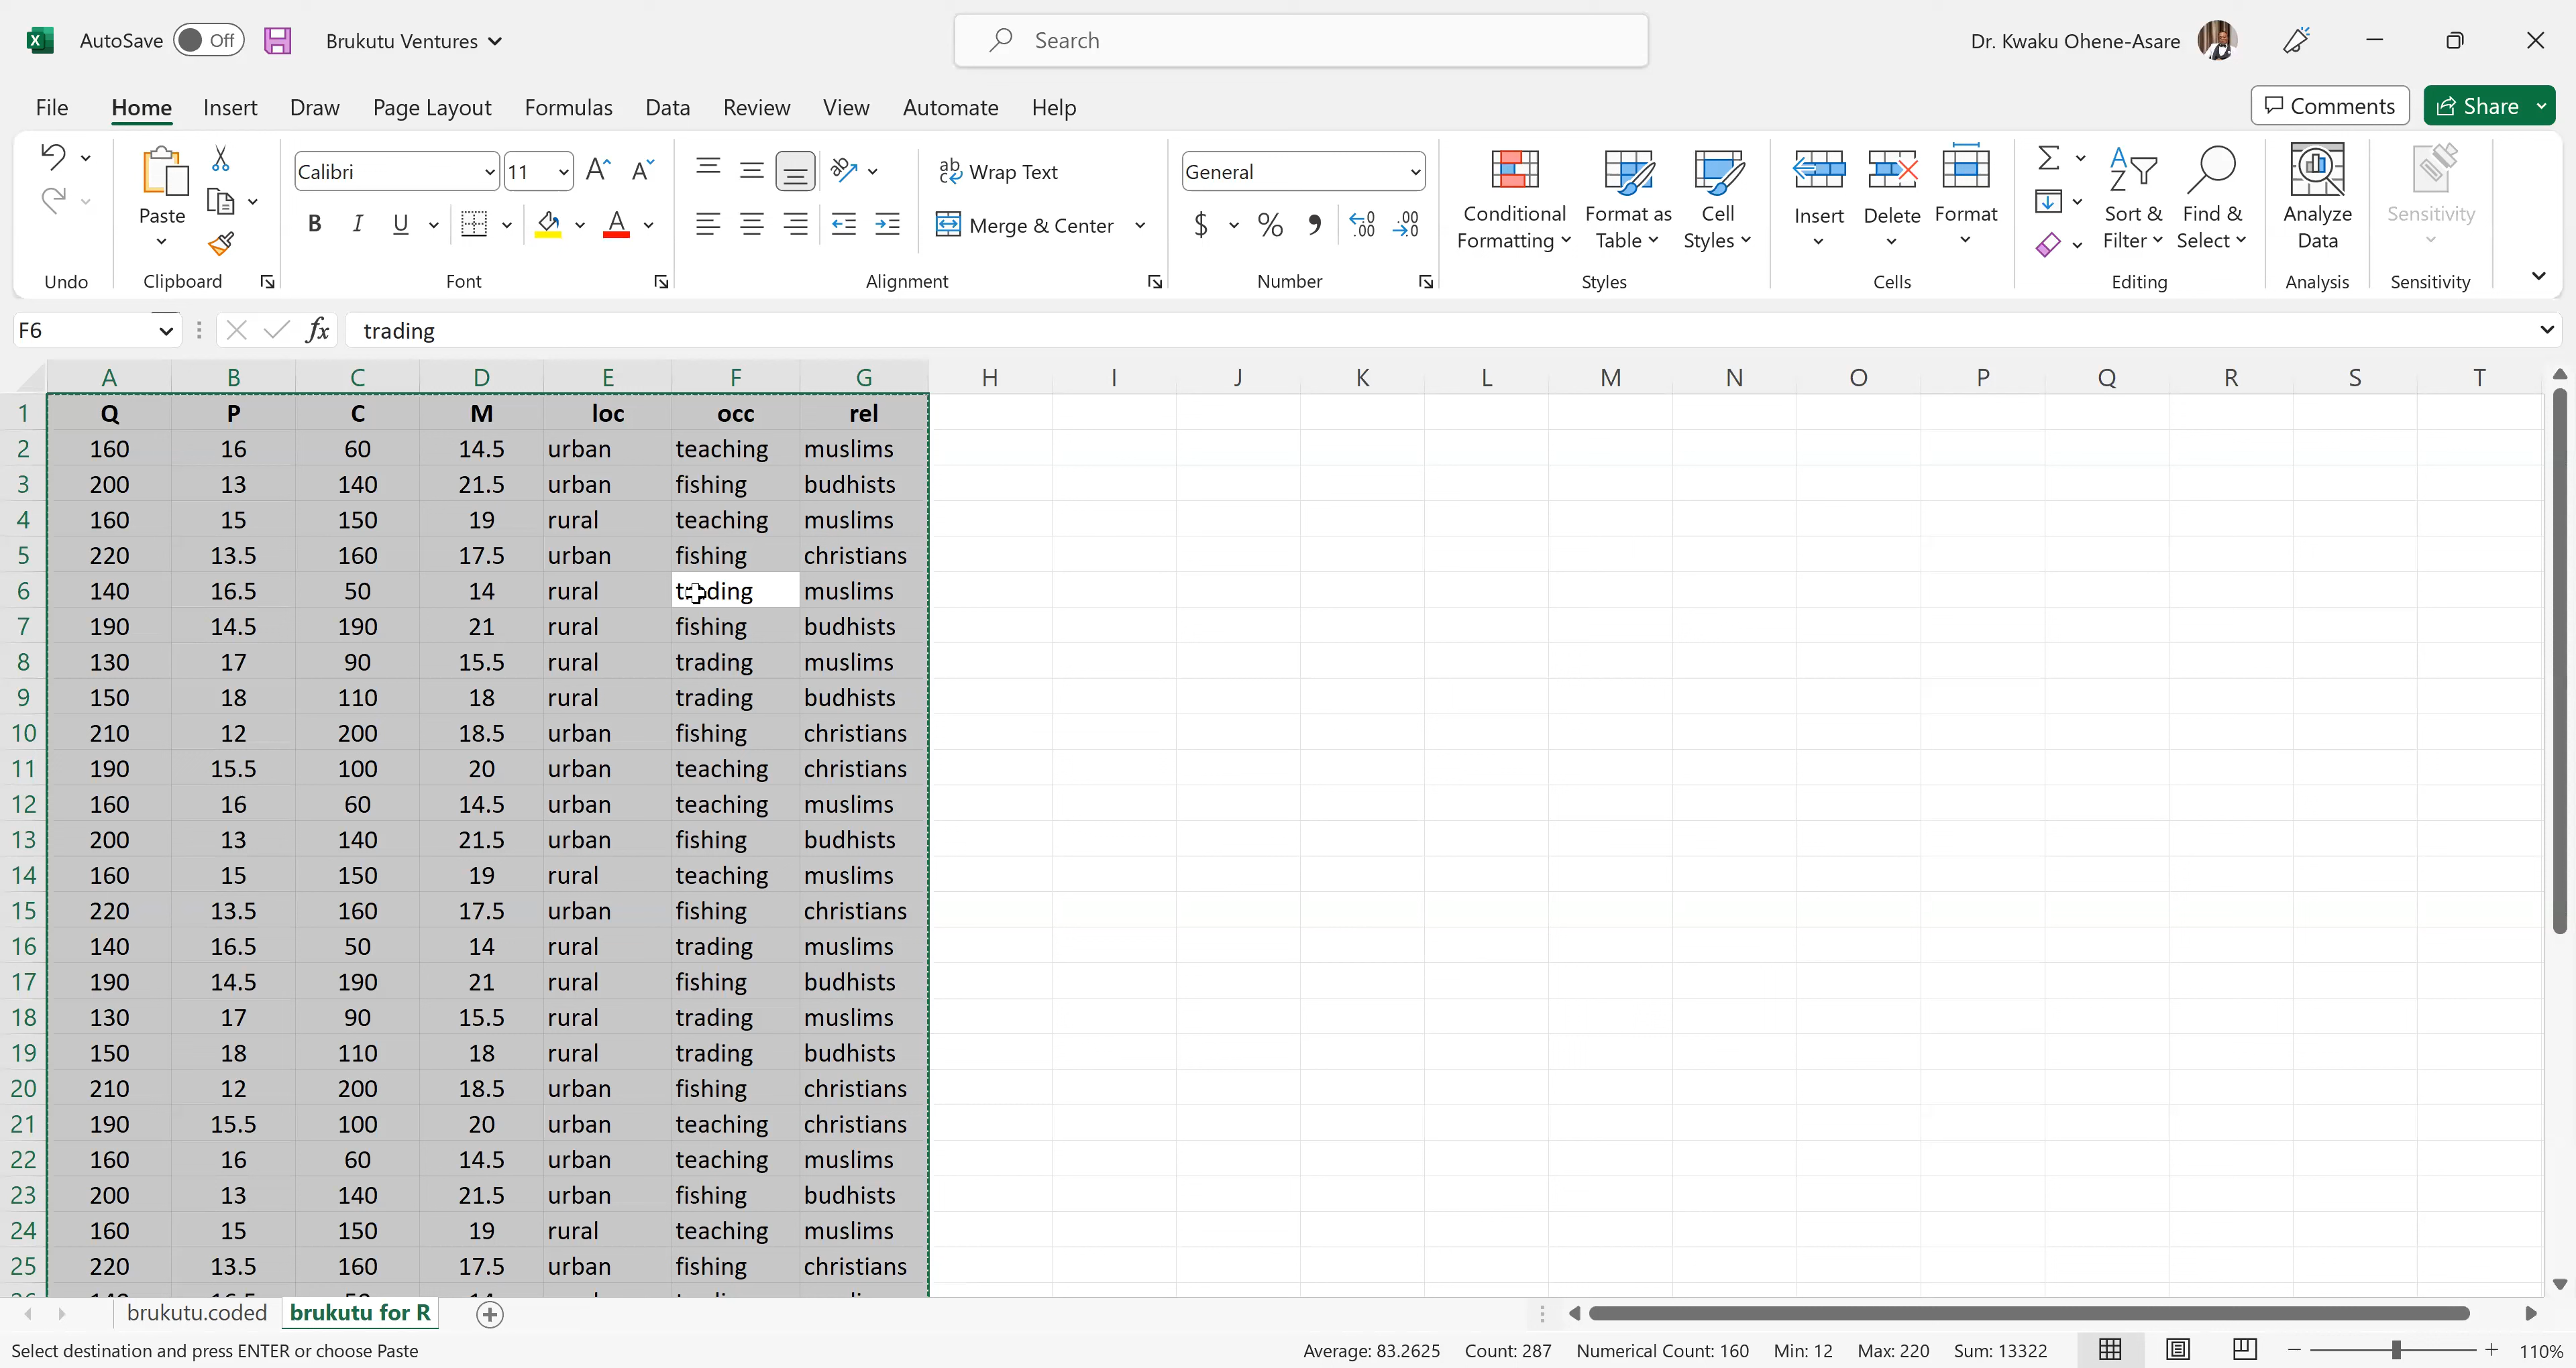 AutoSave Off Brukutu Ventures Search Dr. Kwaku Ohene-Asare
File Home Insert Draw Page Layout Formulas Data Review View Automate Help Comments Share
Paste Calibri 11 Wrap Text General Conditional Formatting Format as Table Cell Styles Insert Delete Format Sort & Filter Find & Select Analyze Data Sensitivity
B I U A Merge & Center $ %
Undo Clipboard Font Alignment Number Styles Cells Editing Analysis Sensitivity
F6 fx trading
A B C D E F G H I J K L M N O P Q R S T
1 Q P C M loc occ rel
2 160 16 60 14.5 urban teaching muslims
3 200 13 140 21.5 urban fishing budhists
4 160 15 150 19 rural teaching muslims
5 220 13.5 160 17.5 urban fishing christians
6 140 16.5 50 14 rural trading muslims
7 190 14.5 190 21 rural fishing budhists
8 130 17 90 15.5 rural trading muslims
9 150 18 110 18 rural trading budhists
10 210 12 200 18.5 urban fishing christians
11 190 15.5 100 20 urban teaching christians
12 160 16 60 14.5 urban teaching muslims
13 200 13 140 21.5 urban fishing budhists
14 160 15 150 19 rural teaching muslims
15 220 13.5 160 17.5 urban fishing christians
16 140 16.5 50 14 rural trading muslims
17 190 14.5 190 21 rural fishing budhists
18 130 17 90 15.5 rural trading muslims
19 150 18 110 18 rural trading budhists
20 210 12 200 18.5 urban fishing christians
21 190 15.5 100 20 urban teaching christians
22 160 16 60 14.5 urban teaching muslims
23 200 13 140 21.5 urban fishing budhists
24 160 15 150 19 rural teaching muslims
25 220 13.5 160 17.5 urban fishing christians
brukutu.coded brukutu for R
Select destination and press ENTER or choose Paste Average: 83.2625 Count: 287 Numerical Count: 160 Min: 12 Max: 220 Sum: 13322 110%